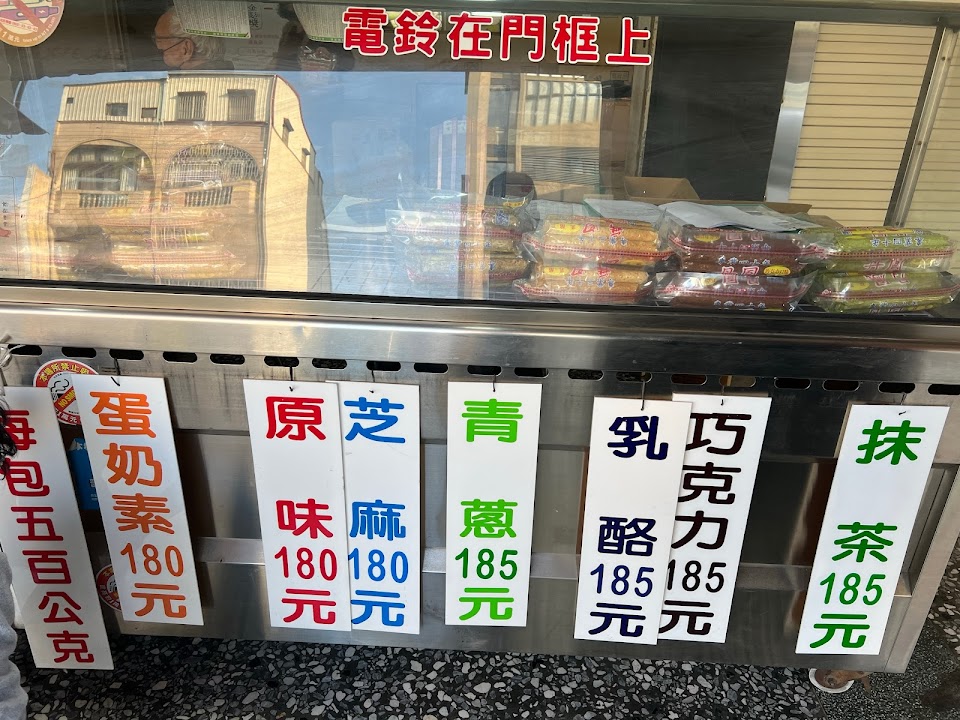 電鈴在門框上
每包五百公克
蛋奶素180元
原味180元
芝麻180元
青蔥185元
乳酪185元
巧克力185元
抹茶185元